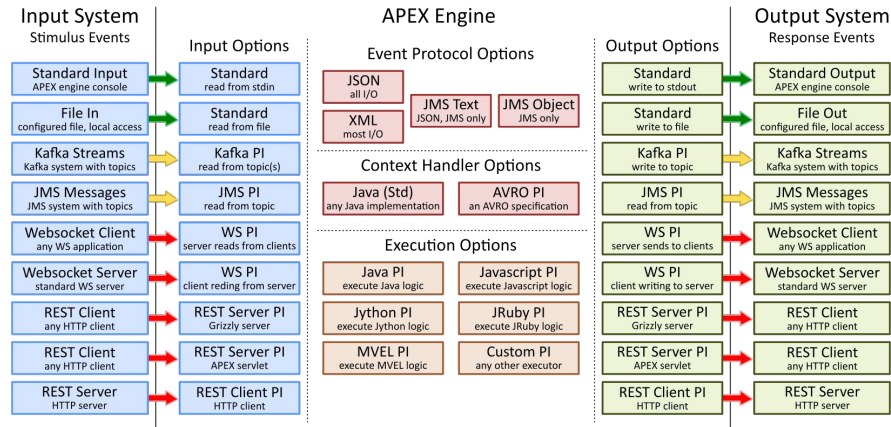 Input System
Stimulus Events
APEX Engine
Output System
Response Events
Input Options
Output Options
Standard Input
APEX engine console
Standard
read from stdin
File In
configured file, local access
Standard
read from file
Kafka Streams
Kafka system with topics
Kafka PI
read from topic(s)
JMS Messages
JMS system with topics
JMS PI
read from topic
Websocket Client
any WS application
WS PI
server reads from clients
Websocket Server
standard WS server
WS PI
client reding from server
REST Client
any HTTP client
REST Server PI
Grizzly server
REST Client
any HTTP client
REST Server PI
APEX servlet
REST Server
HTTP server
REST Client PI
HTTP client
Event Protocol Options
JSON
all I/O
XML
most I/O
JMS Text
JSON, JMS only
JMS Object
JMS only
Context Handler Options
Java (Std)
any Java implementation
AVRO PI
an AVRO specification
Execution Options
Java PI
execute Java logic
Javascript PI
execute Javascript logic
Jython PI
execute Jython logic
JRuby PI
execute JRuby logic
MVEL PI
execute MVEL logic
Custom PI
any other executor
Standard
write to stdout
Standard Output
APEX engine console
Standard
write to file
File Out
configured file, local access
Kafka PI
write to topic
Kafka Streams
Kafka system with topics
JMS PI
read from topic
JMS Messages
JMS system with topics
WS PI
server sends to clients
Websocket Client
any WS application
WS PI
client writing to server
Websocket Server
standard WS server
REST Server PI
Grizzly server
REST Client
any HTTP client
REST Server PI
APEX servlet
REST Client
any HTTP client
REST Client PI
HTTP client
REST Server
HTTP server